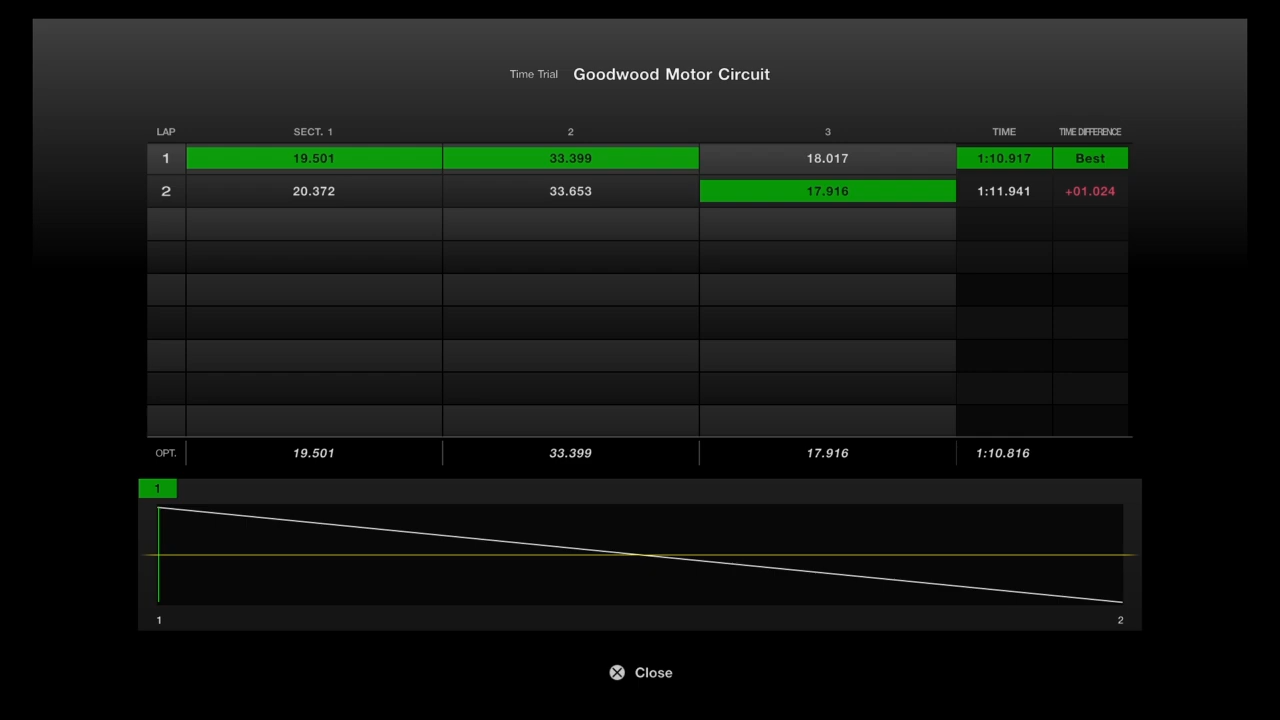 Time Trial Goodwood Motor Circuit
LAP SECT. 1 2 3 TIME TIME DIFFERENCE
1 19.501 33.399 18.017 1:10.917 Best
2 20.372 33.653 17.916 1:11.941 +01.024
OPT. 19.501 33.399 17.916 1:10.816
1
1 2
Close